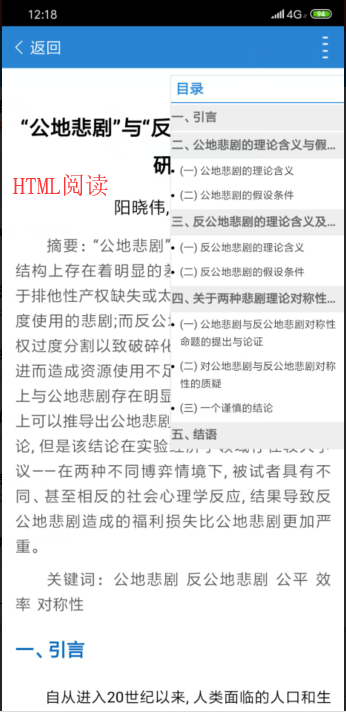 12:18
4G
94
返回
目录
一、引言
“公地悲剧”与“反
二、公地悲剧的理论含义与假...
研
(一) 公地悲剧的理论含义
HTML阅读
(二) 公地悲剧的假设条件
阳晓伟,
三、反公地悲剧的理论含义及...
摘要：“公地悲剧”
(一) 反公地悲剧的理论含义
结构上存在着明显的差
(二) 反公地悲剧的假设条件
于排他性产权缺失或太
四、关于两种悲剧理论对称性...
度使用的悲剧;而反公
(一) 公地悲剧与反公地悲剧对称性
权过度分割以致破碎化
命题的提出与论证
进而造成资源使用不足
(二) 对公地悲剧与反公地悲剧对称
上与公地悲剧存在明显
性的质疑
上可以推导出公地悲剧
(三) 一个谨慎的结论
五、结语
论, 但是该结论在实验经济学领域存在较大争
议——在两种不同博弈情境下, 被试者具有不
同、甚至相反的社会心理学反应, 结果导致反
公地悲剧造成的福利损失比公地悲剧更加严
重。
关键词：公地悲剧 反公地悲剧 公平 效
率 对称性
一、引言
自从进入20世纪以来, 人类面临的人口和生